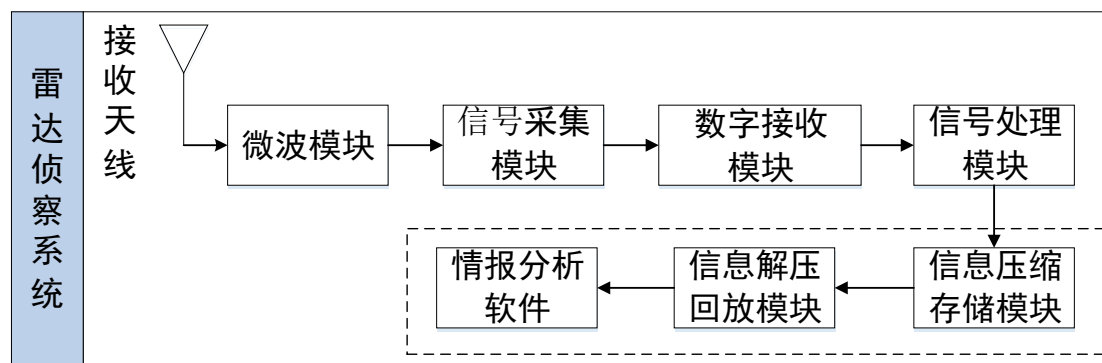 雷达侦察系统
接收天线
微波模块
信号采集
模块
数字接收
模块
信号处理
模块
情报分析
软件
信息解压
回放模块
信息压缩
存储模块